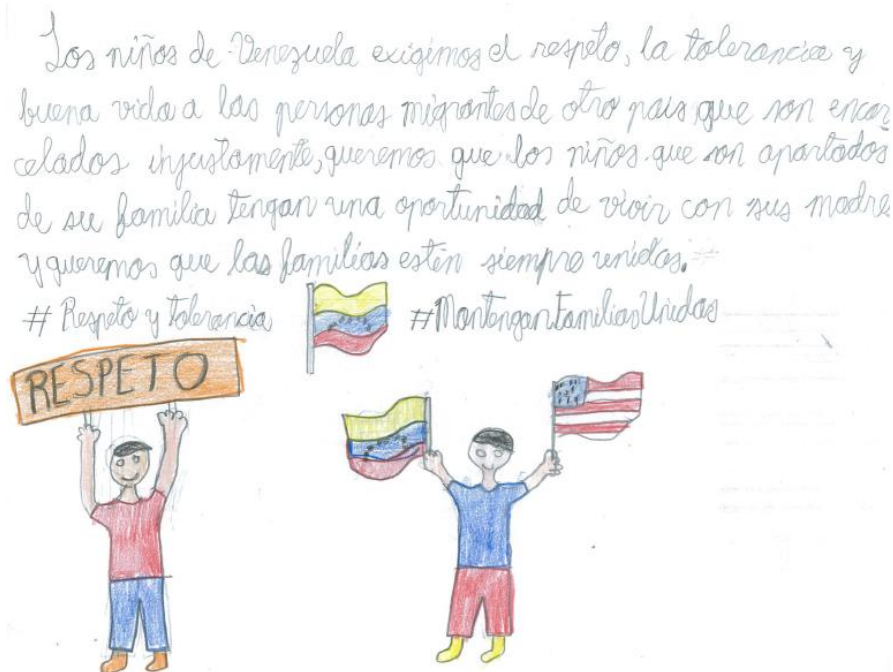 Los niños de Venezuela exigimos el respeto, la tolerancia y
buena vida a las personas migrantes de otro pais que son encar
celados injustamente, queremos que los niños que son apartados
de su familia tengan una oportunidad de vivir con sus madre
y queremos que las familias estén siempre unidas.
# Respeto y tolerancia #MantenganFamiliasUnidas
RESPETO